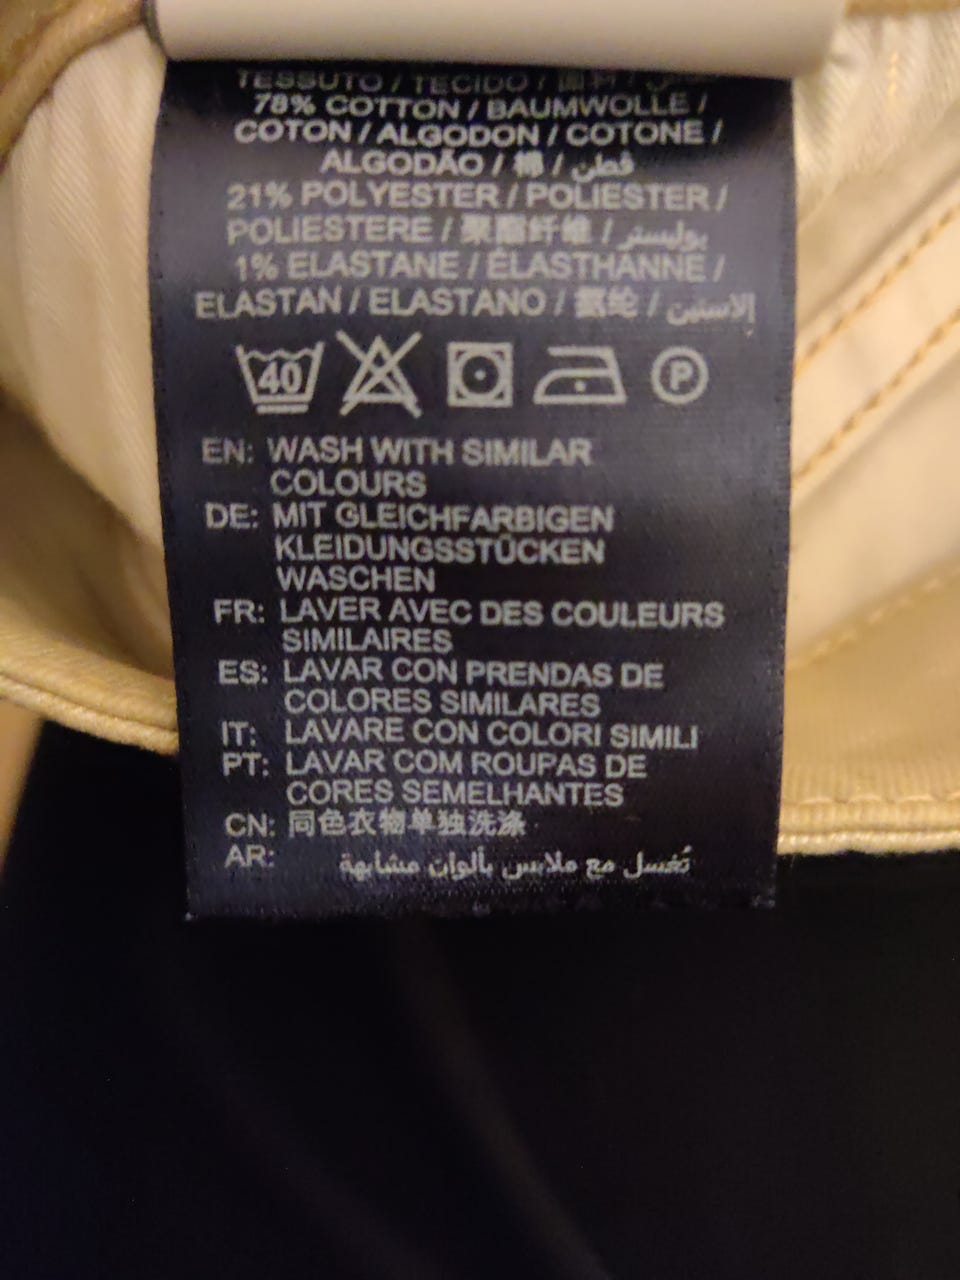 TESSUTO / TECIDO / 面料 /
78% COTTON / BAUMWOLLE /
COTON / ALGODON / COTONE /
ALGODÃO / 棉 / قطن
21% POLYESTER / POLIESTER /
POLIESTERE / 聚酯纤维 / بوليستر
1% ELASTANE / ÉLASTHANNE /
ELASTAN / ELASTANO / 氨纶 / إلاستين
40 P
EN: WASH WITH SIMILAR
COLOURS
DE: MIT GLEICHFARBIGEN
KLEIDUNGSSTÜCKEN
WASCHEN
FR: LAVER AVEC DES COULEURS
SIMILAIRES
ES: LAVAR CON PRENDAS DE
COLORES SIMILARES
IT: LAVARE CON COLORI SIMILI
PT: LAVAR COM ROUPAS DE
CORES SEMELHANTES
CN: 同色衣物单独洗涤
AR: تُغسل مع ملابس بألوان مشابهة